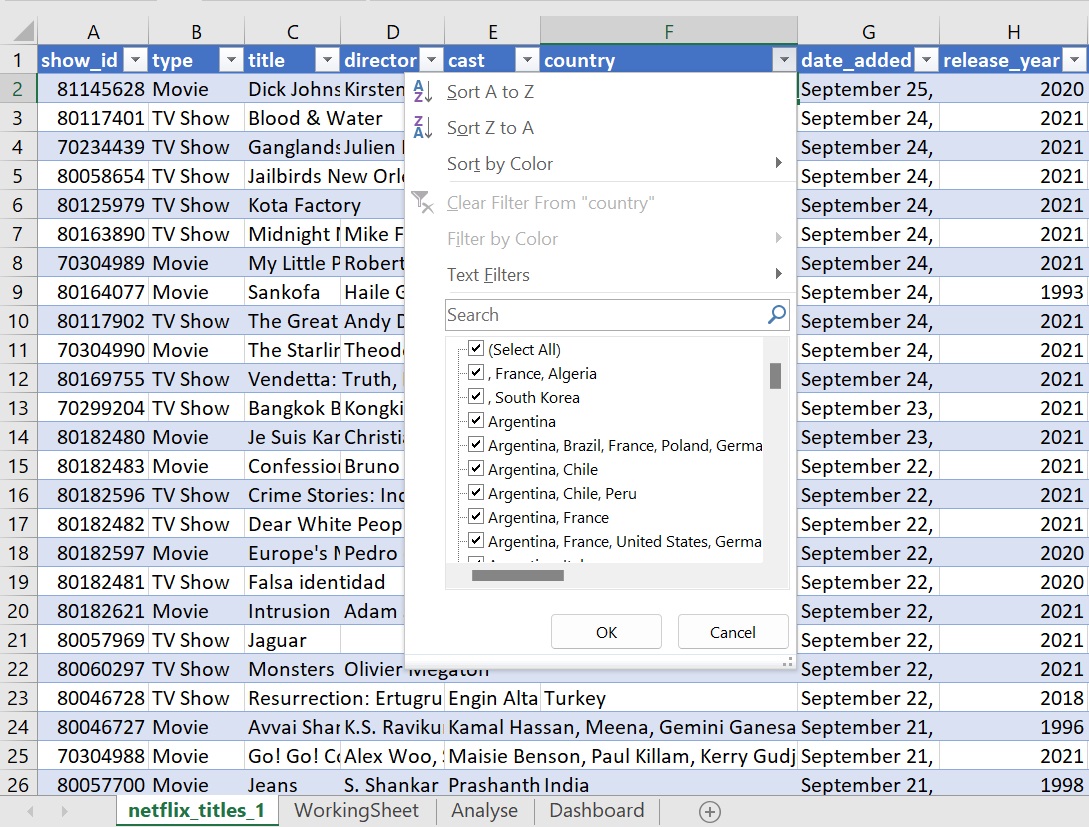 A B C D E F G H
1 show_id type title director cast country date_added release_year
2 81145628 Movie Dick Johns Kirsten September 25, 2020
3 80117401 TV Show Blood & Water September 24, 2021
4 70234439 TV Show Ganglands Julien September 24, 2021
5 80058654 TV Show Jailbirds New Orl September 24, 2021
6 80125979 TV Show Kota Factory September 24, 2021
7 80163890 TV Show Midnight Mike F September 24, 2021
8 70304989 Movie My Little P Robert September 24, 2021
9 80164077 Movie Sankofa Haile G September 24, 1993
10 80117902 TV Show The Great Andy D September 24, 2021
11 70304990 Movie The Starlin Theodo September 24, 2021
12 80169755 TV Show Vendetta: Truth, September 24, 2021
13 70299204 TV Show Bangkok B Kongki September 23, 2021
14 80182480 Movie Je Suis Kar Christi September 23, 2021
15 80182483 Movie Confession Bruno September 22, 2021
16 80182596 TV Show Crime Stories: Ind September 22, 2021
17 80182482 TV Show Dear White Peop September 22, 2021
18 80182597 Movie Europe's Pedro September 22, 2020
19 80182481 TV Show Falsa identidad September 22, 2020
20 80182621 Movie Intrusion Adam September 22, 2021
21 80057969 TV Show Jaguar September 22, 2021
22 80060297 TV Show Monsters Olivier Megaton September 22, 2021
23 80046728 TV Show Resurrection: Ertugru Engin Alta Turkey September 22, 2018
24 80046727 Movie Avvai Shan K.S. Raviku Kamal Hassan, Meena, Gemini Ganesa September 21, 1996
25 70304988 Movie Go! Go! Co Alex Woo, Maisie Benson, Paul Killam, Kerry Gudj September 21, 2021
26 80057700 Movie Jeans S. Shankar Prashanth India September 21, 1998
Sort A to Z
Sort Z to A
Sort by Color
Clear Filter From "country"
Filter by Color
Text Filters
Search
(Select All)
, France, Algeria
, South Korea
Argentina
Argentina, Brazil, France, Poland, Germa
Argentina, Chile
Argentina, Chile, Peru
Argentina, France
Argentina, France, United States, Germa
OK Cancel
netflix_titles_1 WorkingSheet Analyse Dashboard